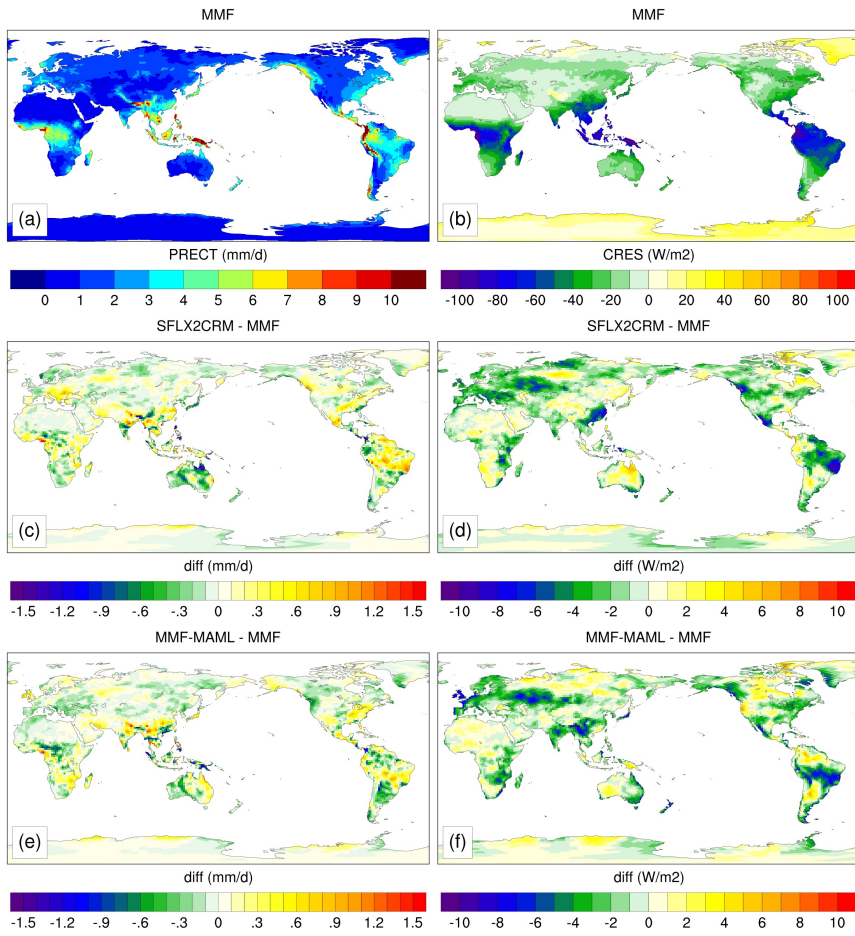 MMF
MMF
(a)
(b)
PRECT (mm/d)
CRES (W/m2)
0 1 2 3 4 5 6 7 8 9 10
-100 -80 -60 -40 -20 0 20 40 60 80 100
SFLX2CRM - MMF
SFLX2CRM - MMF
(c)
(d)
diff (mm/d)
diff (W/m2)
-1.5 -1.2 -.9 -.6 -.3 0 .3 .6 .9 1.2 1.5
-10 -8 -6 -4 -2 0 2 4 6 8 10
MMF-MAML - MMF
MMF-MAML - MMF
(e)
(f)
diff (mm/d)
diff (W/m2)
-1.5 -1.2 -.9 -.6 -.3 0 .3 .6 .9 1.2 1.5
-10 -8 -6 -4 -2 0 2 4 6 8 10